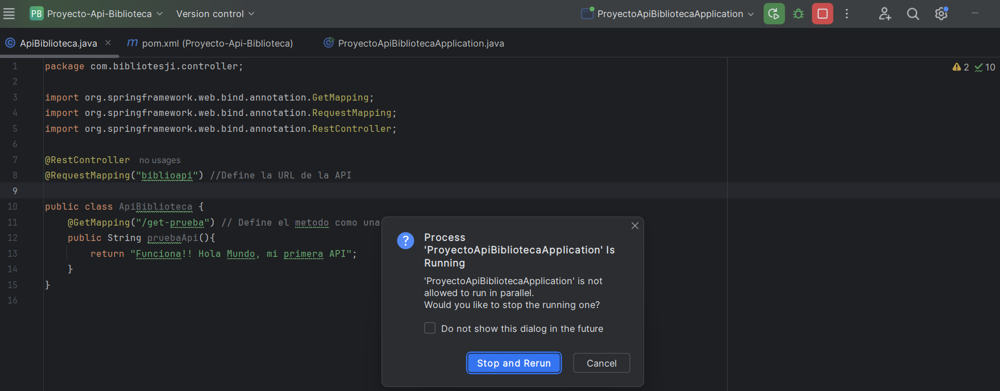 PB Proyecto-Api-Biblioteca Version control ProyectoApiBibliotecaApplication
ApiBiblioteca.java pom.xml (Proyecto-Api-Biblioteca) ProyectoApiBibliotecaApplication.java
1 package com.bibliotesji.controller;
2
3 import org.springframework.web.bind.annotation.GetMapping;
4 import org.springframework.web.bind.annotation.RequestMapping;
5 import org.springframework.web.bind.annotation.RestController;
6
7 @RestController no usages
8 @RequestMapping("biblioapi") //Define la URL de la API
9
10 public class ApiBiblioteca {
11 @GetMapping("/get-prueba") // Define el metodo como una
12 public String pruebaApi(){
13 return "Funciona!! Hola Mundo, mi primera API";
14 }
15 }
16
2 10
Process
'ProyectoApiBibliotecaApplication' Is
Running
'ProyectoApiBibliotecaApplication' is not
allowed to run in parallel.
Would you like to stop the running one?
Do not show this dialog in the future
Stop and Rerun Cancel